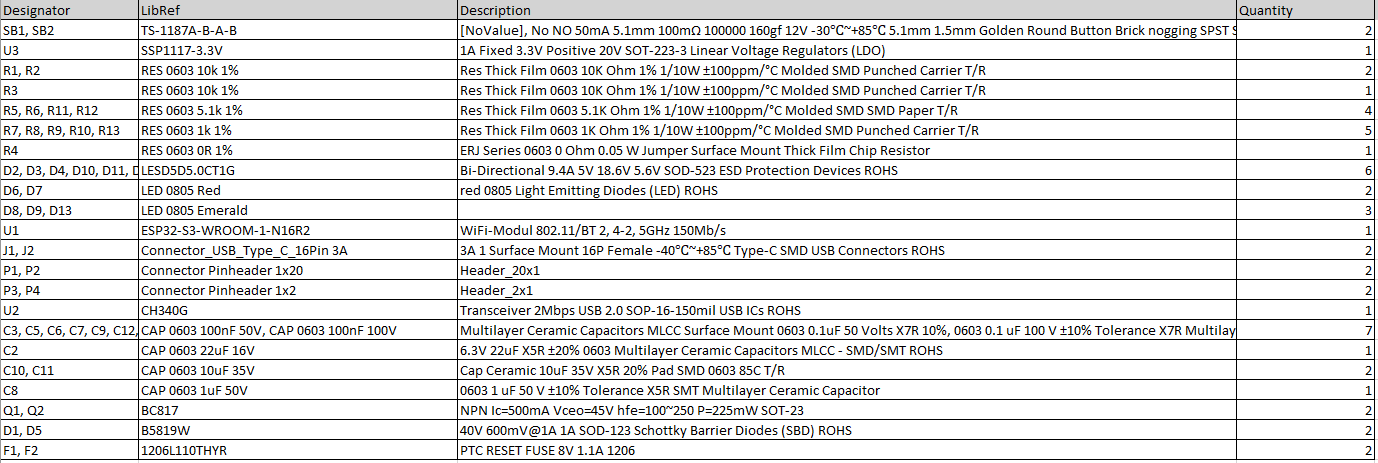 Designator LibRef Description Quantity
SB1, SB2 TS-1187A-B-A-B [NoValue], No NO 50mA 5.1mm 100mΩ 100000 160gf 12V -30℃~+85℃ 5.1mm 1.5mm Golden Round Button Brick nogging SPST S 2
U3 SSP1117-3.3V 1A Fixed 3.3V Positive 20V SOT-223-3 Linear Voltage Regulators (LDO) 1
R1, R2 RES 0603 10k 1% Res Thick Film 0603 10K Ohm 1% 1/10W ±100ppm/°C Molded SMD Punched Carrier T/R 2
R3 RES 0603 10k 1% Res Thick Film 0603 10K Ohm 1% 1/10W ±100ppm/°C Molded SMD Punched Carrier T/R 1
R5, R6, R11, R12 RES 0603 5.1k 1% Res Thick Film 0603 5.1K Ohm 1% 1/10W ±100ppm/°C Molded SMD SMD Paper T/R 4
R7, R8, R9, R10, R13 RES 0603 1k 1% Res Thick Film 0603 1K Ohm 1% 1/10W ±100ppm/°C Molded SMD Punched Carrier T/R 5
R4 RES 0603 0R 1% ERJ Series 0603 0 Ohm 0.05 W Jumper Surface Mount Thick Film Chip Resistor 1
D2, D3, D4, D10, D11, LESD5D5.0CT1G Bi-Directional 9.4A 5V 18.6V 5.6V SOD-523 ESD Protection Devices ROHS 6
D6, D7 LED 0805 Red red 0805 Light Emitting Diodes (LED) ROHS 2
D8, D9, D13 LED 0805 Emerald 3
U1 ESP32-S3-WROOM-1-N16R2 WiFi-Modul 802.11/BT 2, 4-2, 5GHz 150Mb/s 1
J1, J2 Connector_USB_Type_C_16Pin 3A 3A 1 Surface Mount 16P Female -40℃~+85℃ Type-C SMD USB Connectors ROHS 2
P1, P2 Connector Pinheader 1x20 Header_20x1 2
P3, P4 Connector Pinheader 1x2 Header_2x1 2
U2 CH340G Transceiver 2Mbps USB 2.0 SOP-16-150mil USB ICs ROHS 1
C3, C5, C6, C7, C9, C12, CAP 0603 100nF 50V, CAP 0603 100nF 100V Multilayer Ceramic Capacitors MLCC Surface Mount 0603 0.1uF 50 Volts X7R 10%, 0603 0.1 uF 100 V ±10% Tolerance X7R Multilay 7
C2 CAP 0603 22uF 16V 6.3V 22uF X5R ±20% 0603 Multilayer Ceramic Capacitors MLCC - SMD/SMT ROHS 1
C10, C11 CAP 0603 10uF 35V Cap Ceramic 10uF 35V X5R 20% Pad SMD 0603 85C T/R 2
C8 CAP 0603 1uF 50V 0603 1 uF 50 V ±10% Tolerance X5R SMT Multilayer Ceramic Capacitor 1
Q1, Q2 BC817 NPN Ic=500mA Vceo=45V hfe=100~250 P=225mW SOT-23 2
D1, D5 B5819W 40V 600mV@1A 1A SOD-123 Schottky Barrier Diodes (SBD) ROHS 2
F1, F2 1206L110THYR PTC RESET FUSE 8V 1.1A 1206 2